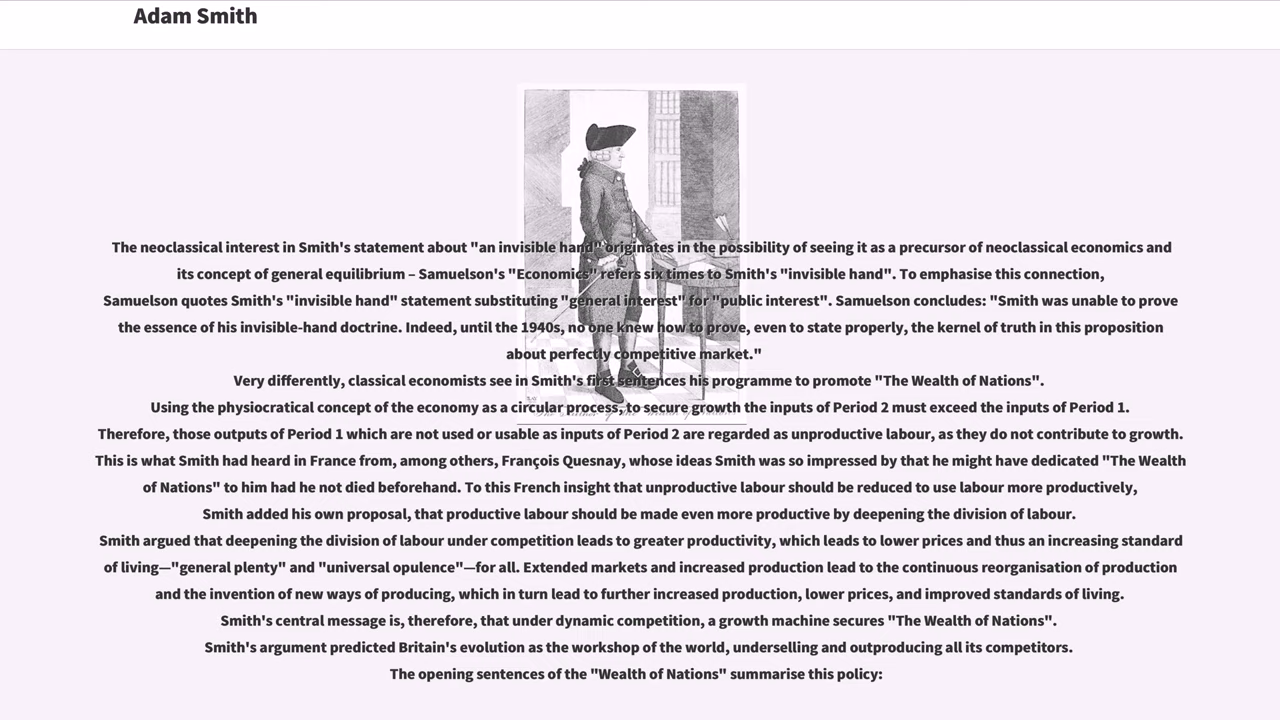 Adam Smith
The neoclassical interest in Smith's statement about "an invisible hand" originates in the possibility of seeing it as a precursor of neoclassical economics and
its concept of general equilibrium – Samuelson's "Economics" refers six times to Smith's "invisible hand". To emphasise this connection,
Samuelson quotes Smith's "invisible hand" statement substituting "general interest" for "public interest". Samuelson concludes: "Smith was unable to prove
the essence of his invisible-hand doctrine. Indeed, until the 1940s, no one knew how to prove, even to state properly, the kernel of truth in this proposition
about perfectly competitive market."
Very differently, classical economists see in Smith's first sentences his programme to promote "The Wealth of Nations".
Using the physiocratical concept of the economy as a circular process, to secure growth the inputs of Period 2 must exceed the inputs of Period 1.
Therefore, those outputs of Period 1 which are not used or usable as inputs of Period 2 are regarded as unproductive labour, as they do not contribute to growth.
This is what Smith had heard in France from, among others, François Quesnay, whose ideas Smith was so impressed by that he might have dedicated "The Wealth
of Nations" to him had he not died beforehand. To this French insight that unproductive labour should be reduced to use labour more productively,
Smith added his own proposal, that productive labour should be made even more productive by deepening the division of labour.
Smith argued that deepening the division of labour under competition leads to greater productivity, which leads to lower prices and thus an increasing standard
of living—"general plenty" and "universal opulence"—for all. Extended markets and increased production lead to the continuous reorganisation of production
and the invention of new ways of producing, which in turn lead to further increased production, lower prices, and improved standards of living.
Smith's central message is, therefore, that under dynamic competition, a growth machine secures "The Wealth of Nations".
Smith's argument predicted Britain's evolution as the workshop of the world, underselling and outproducing all its competitors.
The opening sentences of the "Wealth of Nations" summarise this policy: